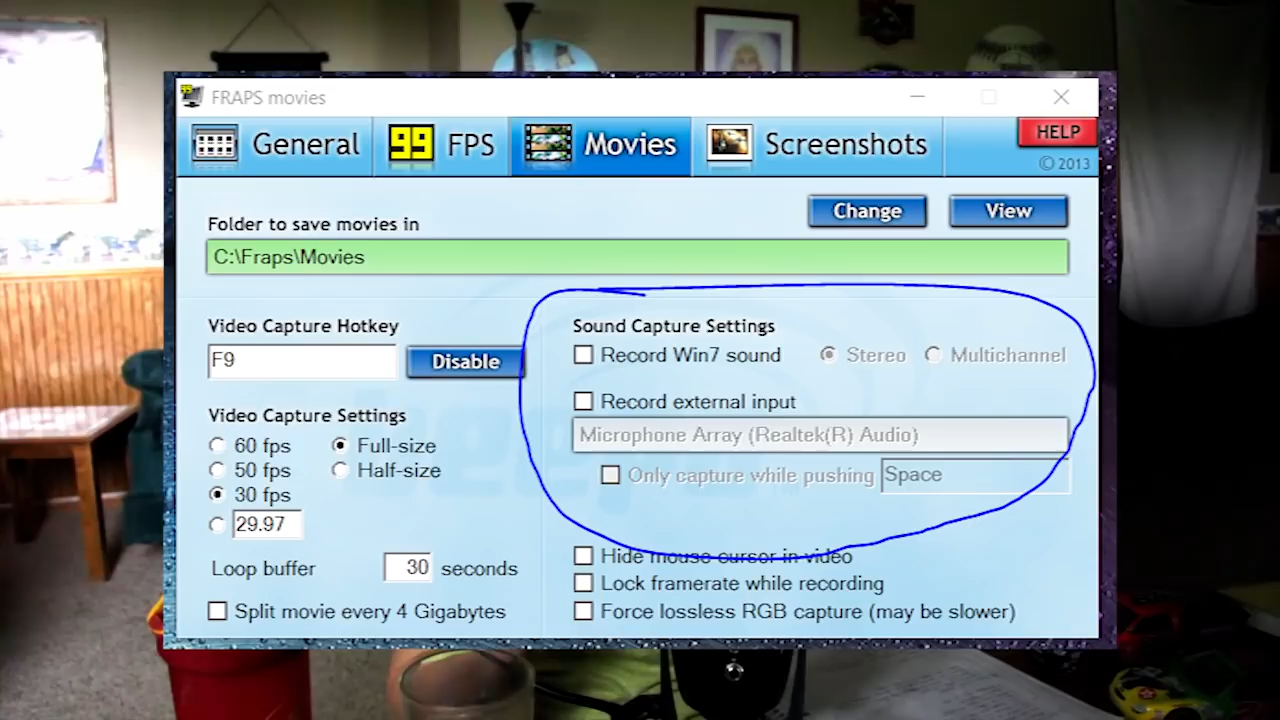 FRAPS movies
General
99 FPS
Movies
Screenshots
HELP
© 2013
Change
View
Folder to save movies in
C:\Fraps\Movies
Video Capture Hotkey
F9
Disable
Video Capture Settings
60 fps
Full-size
50 fps
Half-size
30 fps
29.97
Loop buffer 30 seconds
Split movie every 4 Gigabytes
Sound Capture Settings
Record Win7 sound
Stereo
Multichannel
Record external input
Microphone Array (Realtek(R) Audio)
Only capture while pushing Space
Hide mouse cursor in video
Lock framerate while recording
Force lossless RGB capture (may be slower)